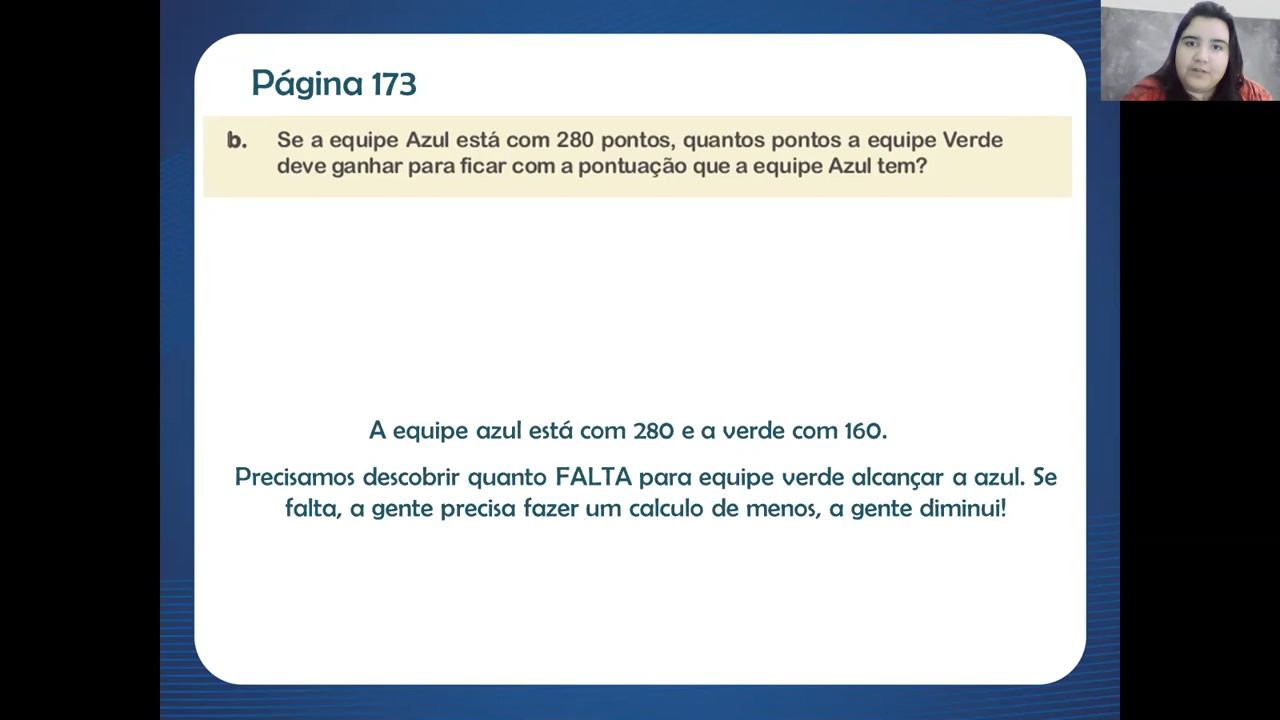 Página 173
b. Se a equipe Azul está com 280 pontos, quantos pontos a equipe Verde
deve ganhar para ficar com a pontuação que a equipe Azul tem?
A equipe azul está com 280 e a verde com 160.
Precisamos descobrir quanto FALTA para equipe verde alcançar a azul. Se
falta, a gente precisa fazer um calculo de menos, a gente diminui!